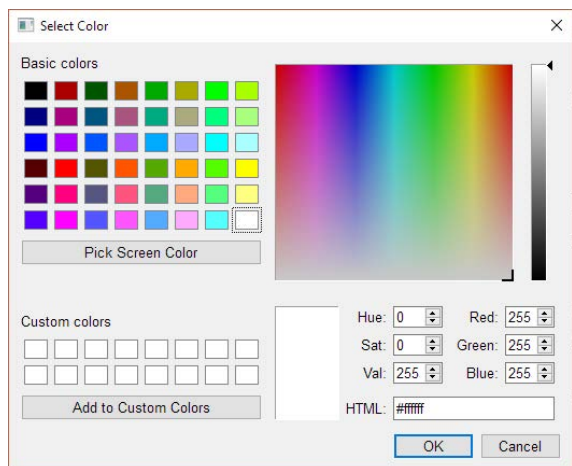 Select Color
Basic colors
Pick Screen Color
Custom colors
Add to Custom Colors
Hue: 0 Red: 255
Sat: 0 Green: 255
Val: 255 Blue: 255
HTML: #ffffff
OK Cancel